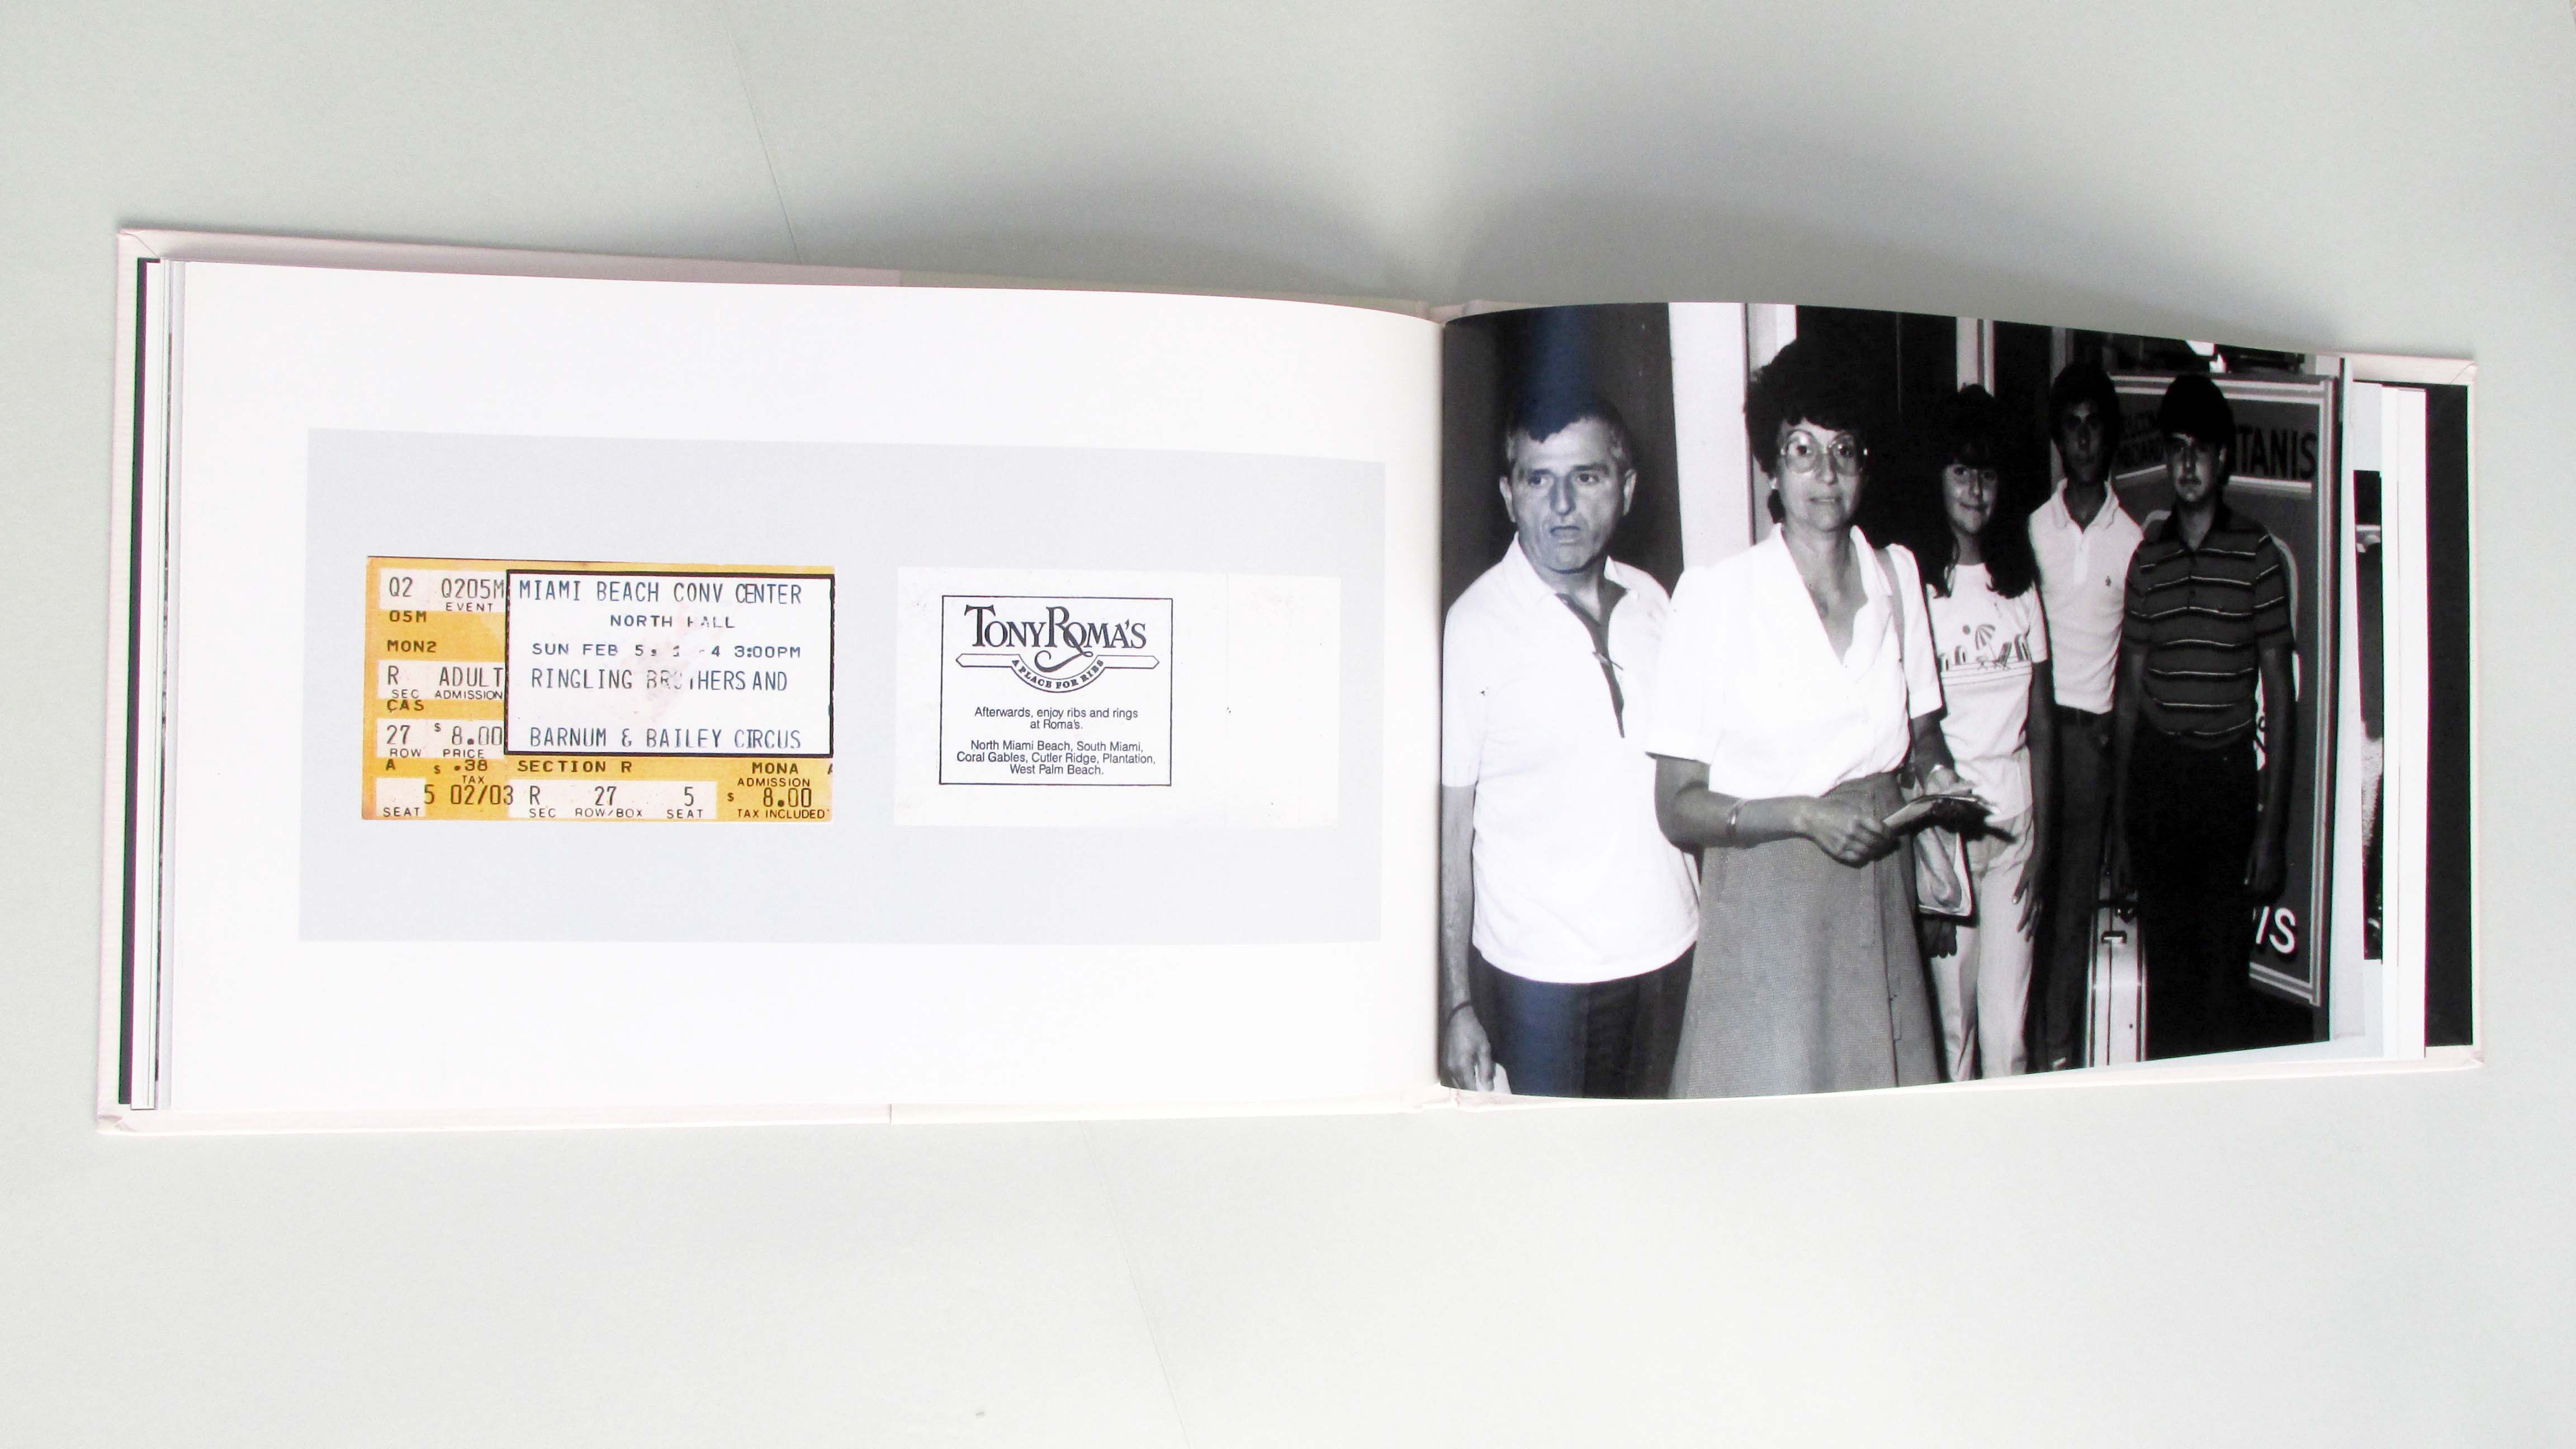 Q2 Q205M
EVENT
05M
MON2
R ADULT
SEC ADMISSION
CAS
27 $ 8.00
ROW PRICE
A $ .38
TAX
5 02/03
SEAT
MIAMI BEACH CONV CENTER
NORTH HALL
SUN FEB 5, 3:00PM
RINGLING BROTHERS AND
BARNUM & BAILEY CIRCUS
SECTION R MONA
ADMISSION
R 27 5 $ 8.00
SEC ROW/BOX SEAT TAX INCLUDED
TONY ROMA'S
A PLACE FOR RIBS
Afterwards, enjoy ribs and rings
at Roma's.
North Miami Beach, South Miami,
Coral Gables, Cutler Ridge, Plantation,
West Palm Beach.
TANIS
IS